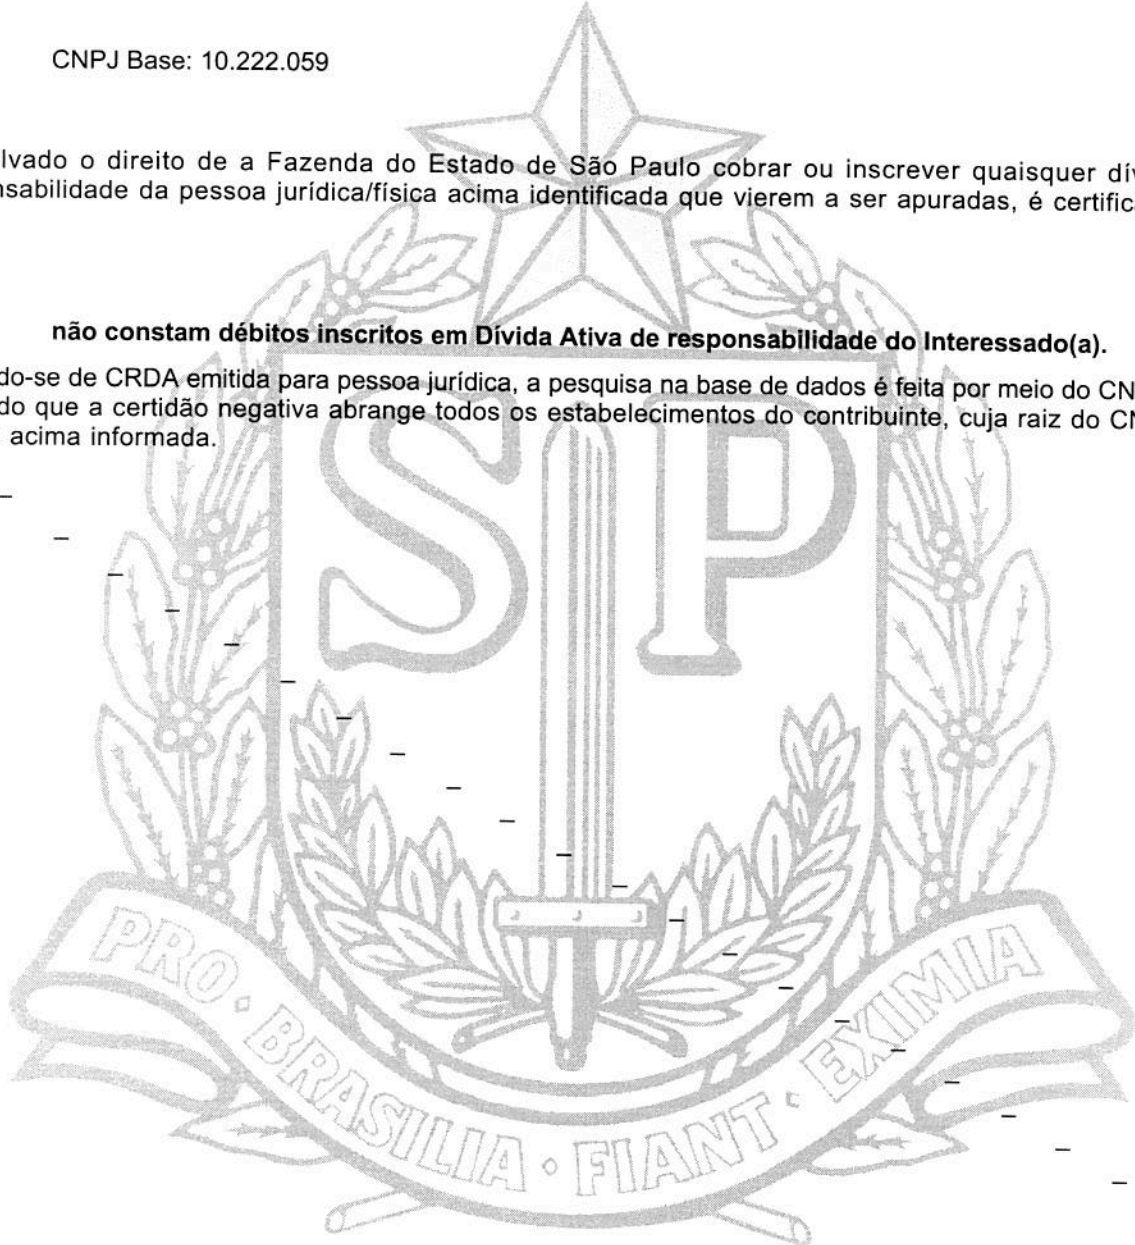 CNPJ Base: 10.222.059
lvado o direito de a Fazenda do Estado de São Paulo cobrar ou inscrever quaisquer dív
nsabilidade da pessoa jurídica/física acima identificada que vierem a ser apuradas, é certific
não constam débitos inscritos em Dívida Ativa de responsabilidade do Interessado(a).
do-se de CRDA emitida para pessoa jurídica, a pesquisa na base de dados é feita por meio do CN
do que a certidão negativa abrange todos os estabelecimentos do contribuinte, cuja raiz do CN
acima informada.
SP
PRO · BRASILIA · FIANT · EXIMIA